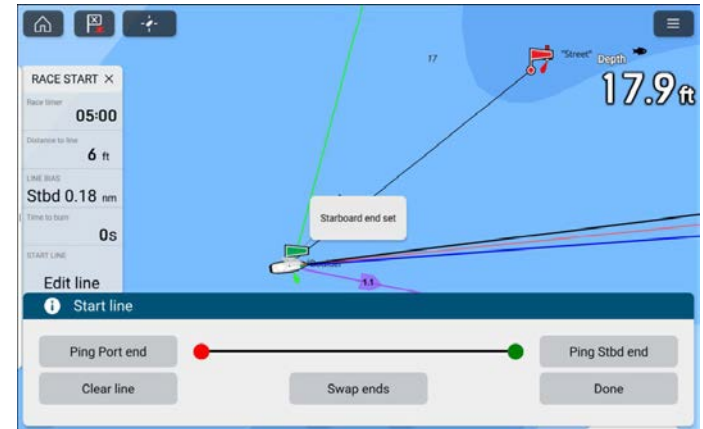 17
"Street"
Depth
17.9 ft
RACE START ×
Race timer
05:00
Distance to line
6 ft
LINE BIAS
Stbd 0.18 nm
Time to burn
0s
START LINE
Edit line
Starboard end set
1.1
Start line
Ping Port end
Ping Stbd end
Clear line
Swap ends
Done